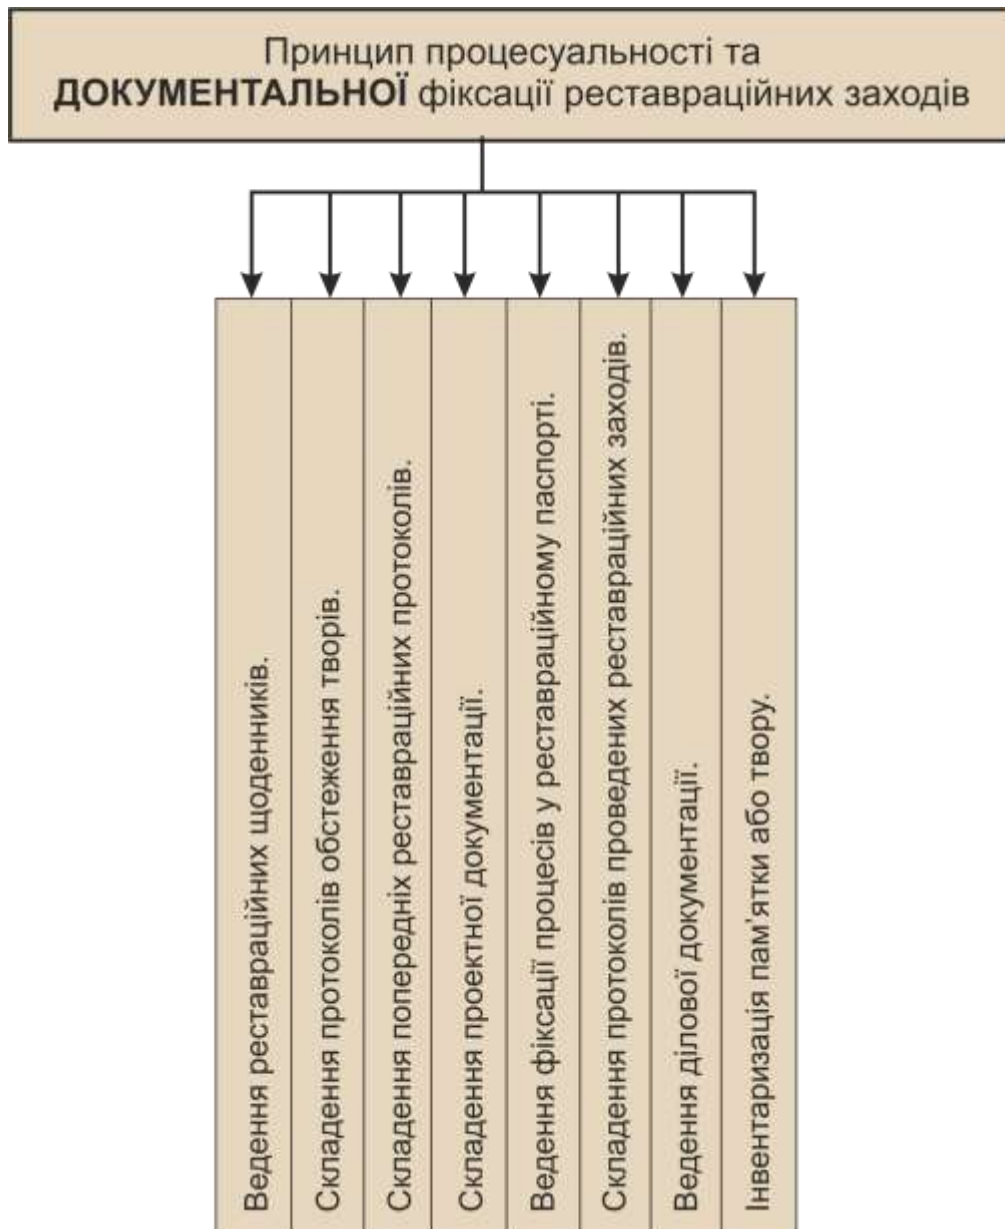 Принцип процесуальності та
ДОКУМЕНТАЛЬНОЇ фіксації реставраційних заходів
Ведення реставраційних щоденників.
Складення протоколів обстеження творів.
Складення попередніх реставраційних протоколів.
Складення проектної документації.
Ведення фіксації процесів у реставраційному паспорті.
Складення протоколів проведених реставраційних заходів.
Ведення ділової документації.
Інвентаризація пам'ятки або твору.